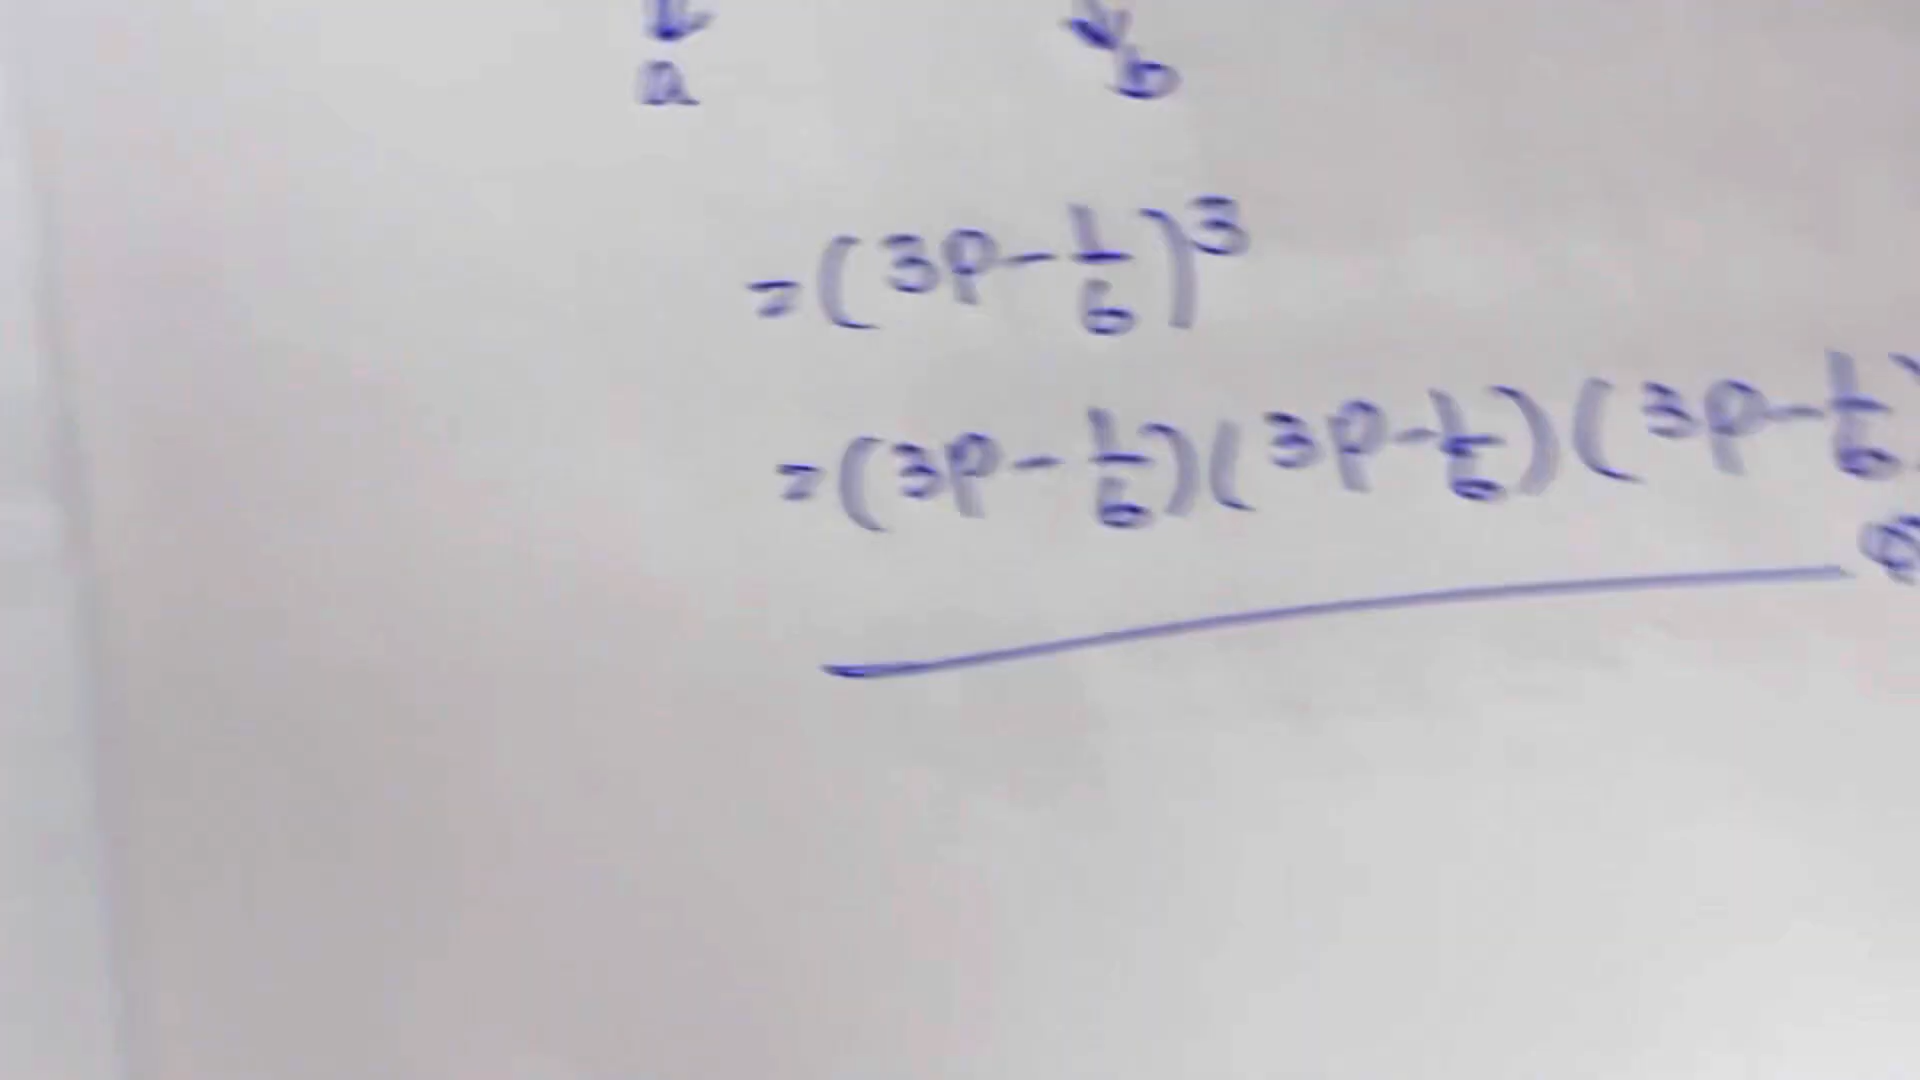 a b
= (3p - 1/6)^3
= (3p - 1/6)(3p - 1/6)(3p - 1/6)